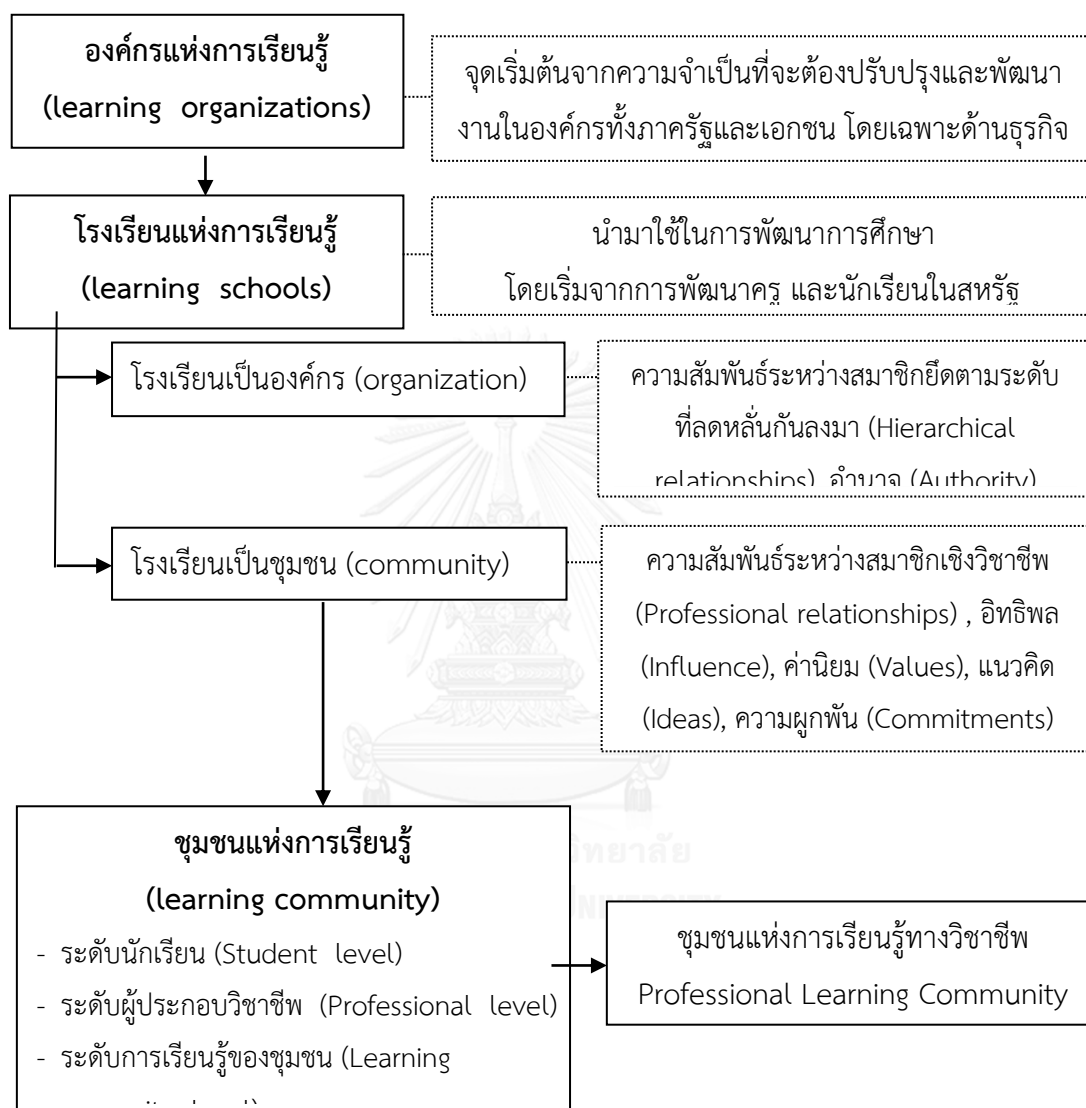 องค์กรแห่งการเรียนรู้
(learning organizations)
จุดเริ่มต้นจากความจำเป็นที่จะต้องปรับปรุงและพัฒนา
งานในองค์กรทั้งภาครัฐและเอกชน โดยเฉพาะด้านธุรกิจ
โรงเรียนแห่งการเรียนรู้
(learning schools)
นำมาใช้ในการพัฒนาการศึกษา
โดยเริ่มจากการพัฒนาครู และนักเรียนในสหรัฐ
โรงเรียนเป็นองค์กร (organization)
ความสัมพันธ์ระหว่างสมาชิกยึดตามระดับ
ที่ลดหลั่นกันลงมา (Hierarchical
relationships), อำนาจ (Authority)
โรงเรียนเป็นชุมชน (community)
ความสัมพันธ์ระหว่างสมาชิกเชิงวิชาชีพ
(Professional relationships) , อิทธิพล
(Influence), ค่านิยม (Values), แนวคิด
(Ideas), ความผูกพัน (Commitments)
ชุมชนแห่งการเรียนรู้
(learning community)
- ระดับนักเรียน (Student level)
- ระดับผู้ประกอบวิชาชีพ (Professional level)
- ระดับการเรียนรู้ของชุมชน (Learning
ชุมชนแห่งการเรียนรู้ทางวิชาชีพ
Professional Learning Community